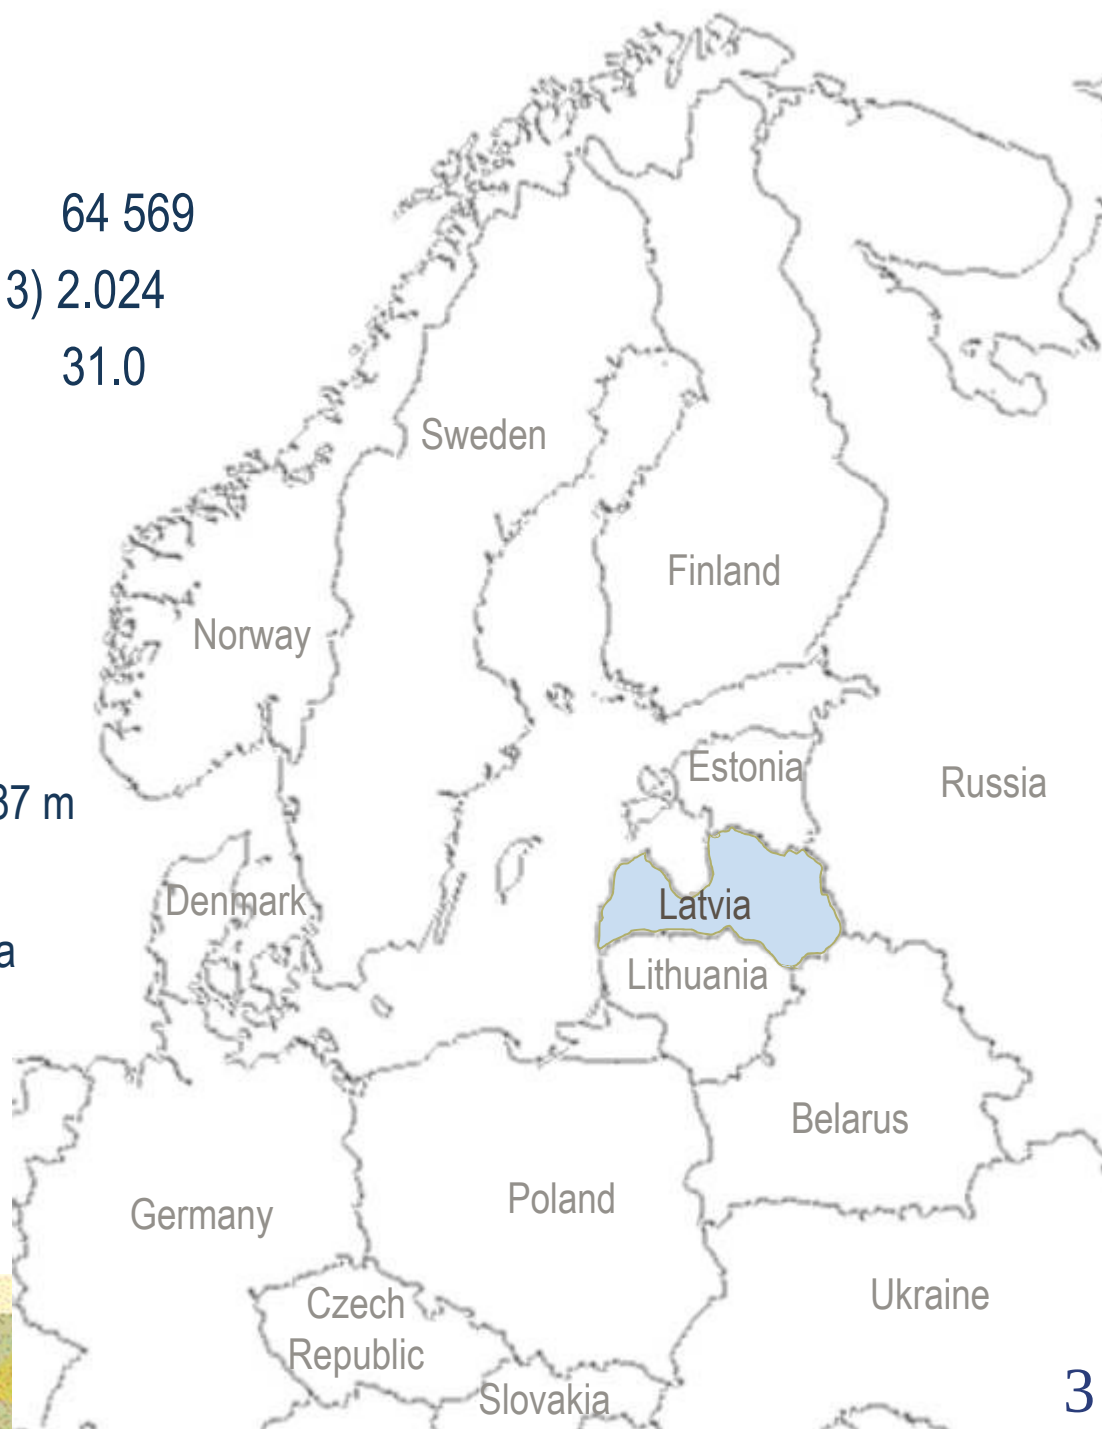 64 569
3) 2.024
31.0
Sweden
Finland
Norway
Estonia
Russia
37 m
Denmark
Latvia
a
Lithuania
Belarus
Poland
Germany
Ukraine
Czech
Republic
Slovakia
3